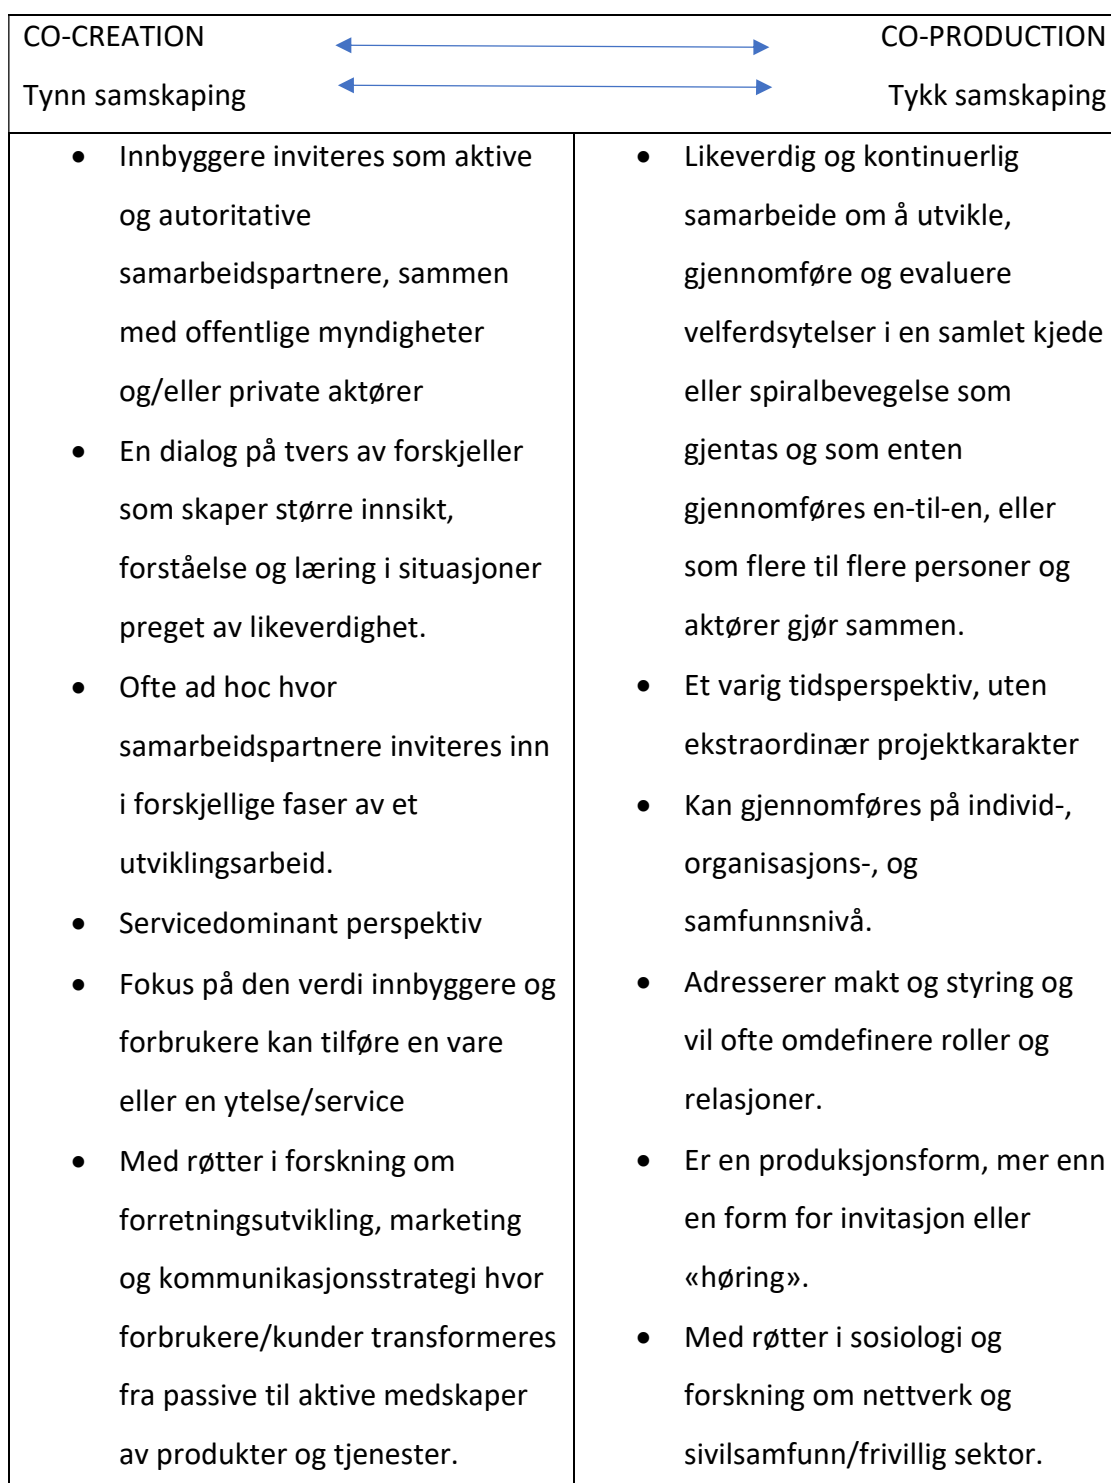 CO-CREATION
CO-PRODUCTION
Tynn samskaping
Tykk samskaping
• Innbyggere inviteres som aktive
og autoritative
samarbeidspartnere, sammen
med offentlige myndigheter
og/eller private aktører
• En dialog på tvers av forskjeller
som skaper større innsikt,
forståelse og læring i situasjoner
preget av likeverdighet.
• Ofte ad hoc hvor
samarbeidspartnere inviteres inn
i forskjellige faser av et
utviklingsarbeid.
• Servicedominant perspektiv
• Fokus på den verdi innbyggere og
forbrukere kan tilføre en vare
eller en ytelse/service
• Med røtter i forskning om
forretningsutvikling, marketing
og kommunikasjonsstrategi hvor
forbrukere/kunder transformeres
fra passive til aktive medskaper
av produkter og tjenester.
• Likeverdig og kontinuerlig
samarbeide om å utvikle,
gjennomføre og evaluere
velferdsytelser i en samlet kjede
eller spiralbevegelse som
gjentas og som enten
gjennomføres en-til-en, eller
som flere til flere personer og
aktører gjør sammen.
• Et varig tidsperspektiv, uten
ekstraordinær projektkarakter
• Kan gjennomføres på individ-,
organisasjons-, og
samfunnsnivå.
• Adresserer makt og styring og
vil ofte omdefinere roller og
relasjoner.
• Er en produksjonsform, mer enn
en form for invitasjon eller
«høring».
• Med røtter i sosiologi og
forskning om nettverk og
sivilsamfunn/frivillig sektor.